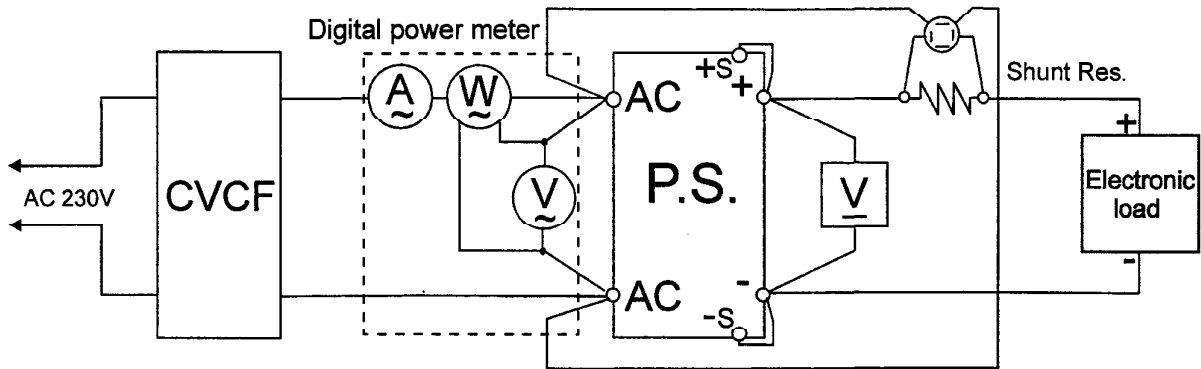 Digital power meter
A
W
V
AC 230V
CVCF
AC
AC
P.S.
+S
+
-
-S
V
Shunt Res.
+
Electronic
load
-